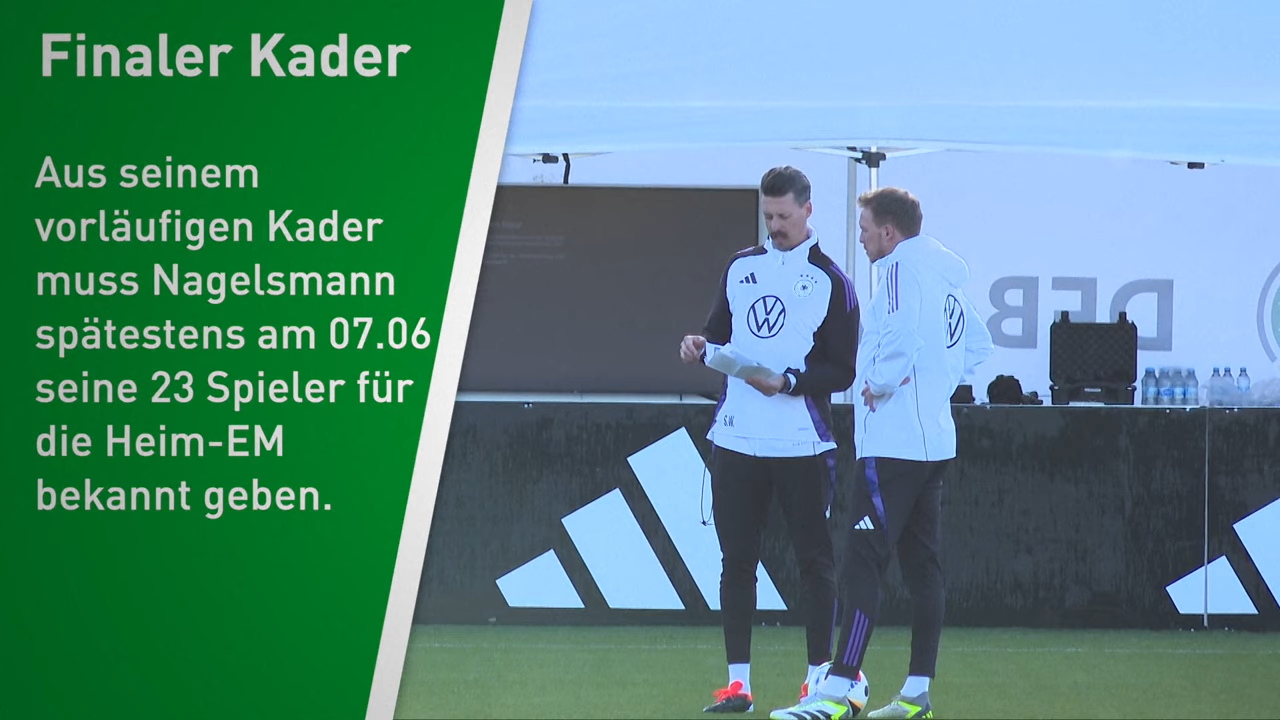 Finaler Kader
Aus seinem
vorläufigen Kader
muss Nagelsmann
spätestens am 07.06
seine 23 Spieler für
die Heim-EM
bekannt geben.
S.W.
DFB